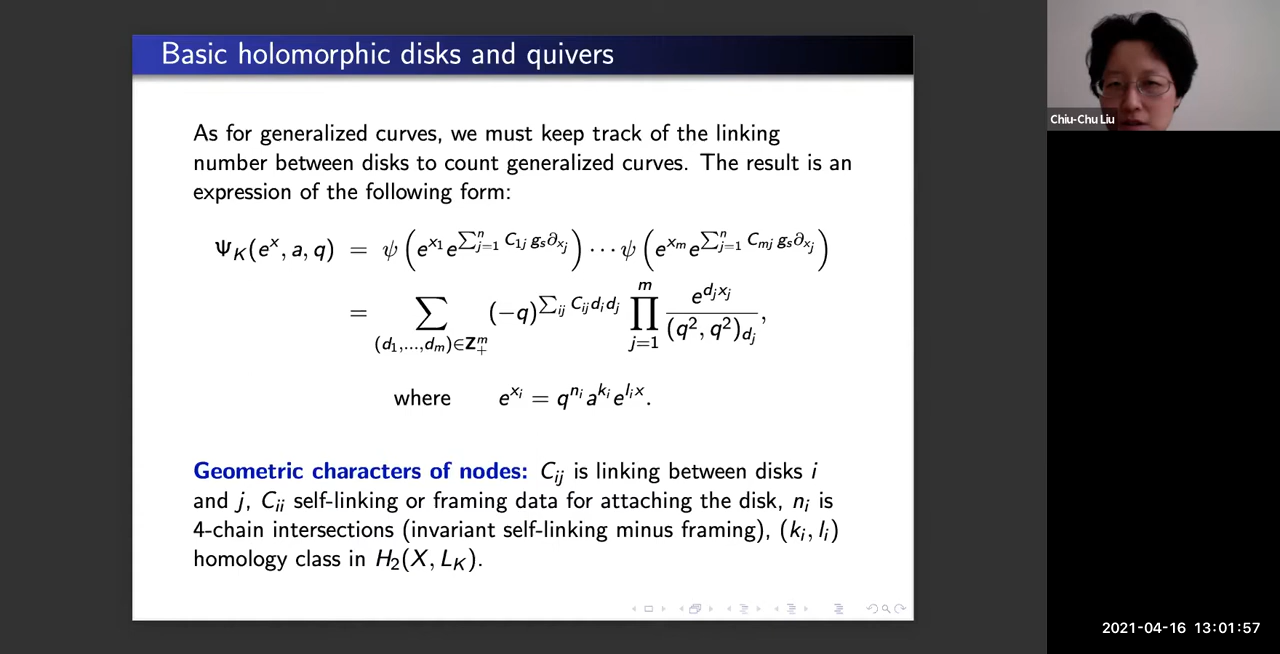 Basic holomorphic disks and quivers
As for generalized curves, we must keep track of the linking
number between disks to count generalized curves. The result is an
expression of the following form:
Ψ_K(e^x, a, q) = ψ(e^{x_1} e^{∑_{j=1}^n C_{1j} g_s ∂_{x_j}}) ··· ψ(e^{x_m} e^{∑_{j=1}^n C_{mj} g_s ∂_{x_j}})
= ∑_{(d_1,...,d_m)∈Z_+^m} (−q)^{∑_{ij} C_{ij} d_i d_j} ∏_{j=1}^m e^{d_j x_j} / (q^2, q^2)_{d_j},
where e^{x_i} = q^{n_i} a^{k_i} e^{l_i x}.
Geometric characters of nodes: C_{ij} is linking between disks i
and j, C_{ii} self-linking or framing data for attaching the disk, n_i is
4-chain intersections (invariant self-linking minus framing), (k_i, l_i)
homology class in H_2(X, L_K).
Chiu-Chu Liu
2021-04-16 13:01:57